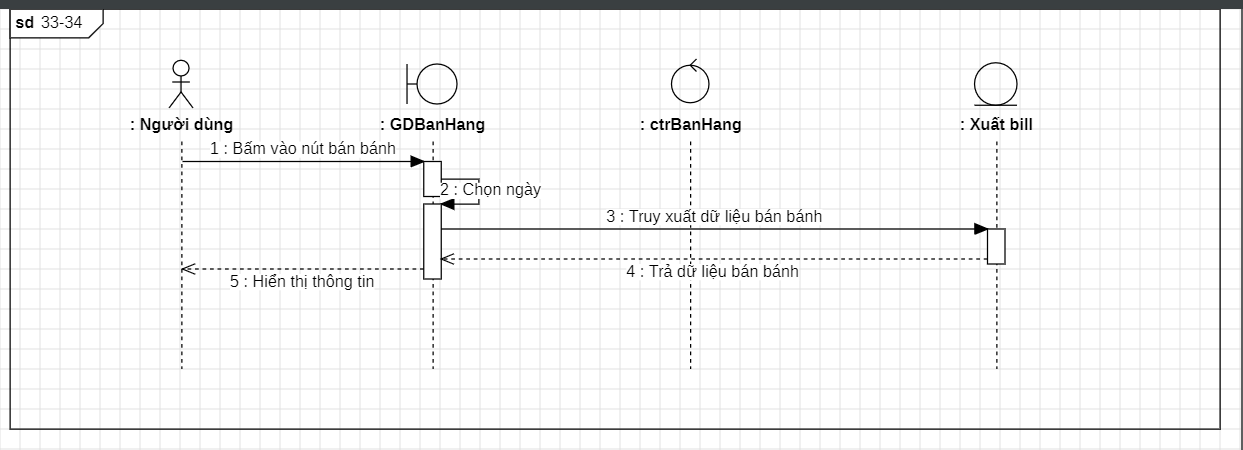 sd 33-34
: Người dùng
: GDBanHang
: ctrBanHang
: Xuất bill
1 : Bấm vào nút bán bánh
2 : Chọn ngày
3 : Truy xuất dữ liệu bán bánh
4 : Trả dữ liệu bán bánh
5 : Hiển thị thông tin